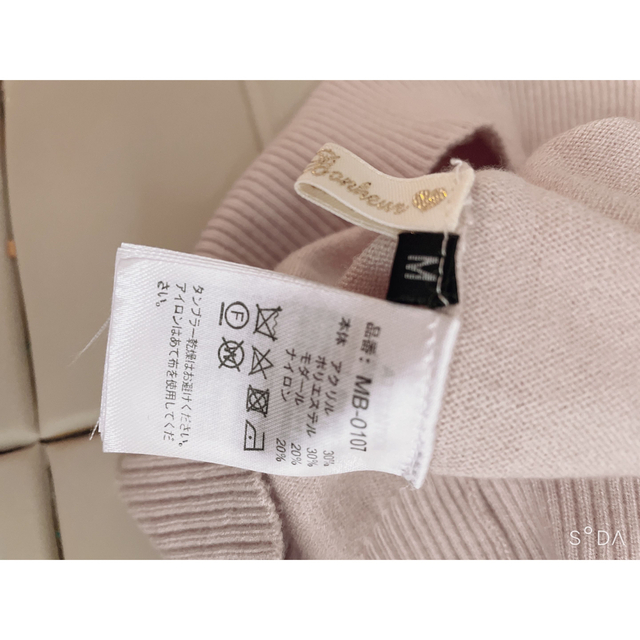 Bonheur
M
品番：MB-0107
本体 アクリル 30%
ポリエステル 30%
モダール 20%
ナイロン 20%
タンブラー乾燥はお避けください。
アイロンはあて布を使用してくだ
さい。
S°DA